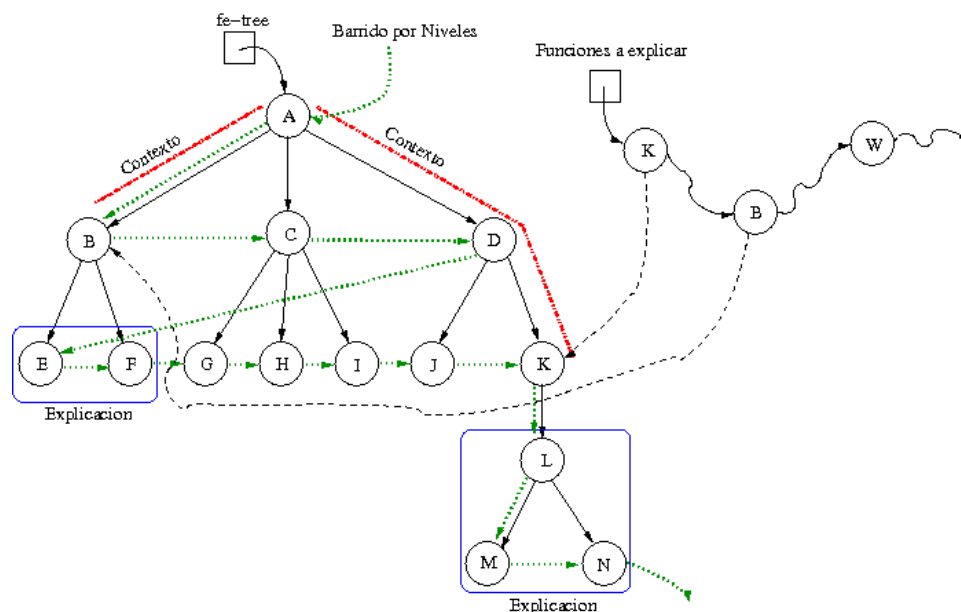 fe-tree
Barrido por Niveles
Funciones a explicar
A
Contexto
Contexto
K
W
B
B
C
D
E
F
G
H
I
J
K
Explicacion
L
M
N
Explicacion